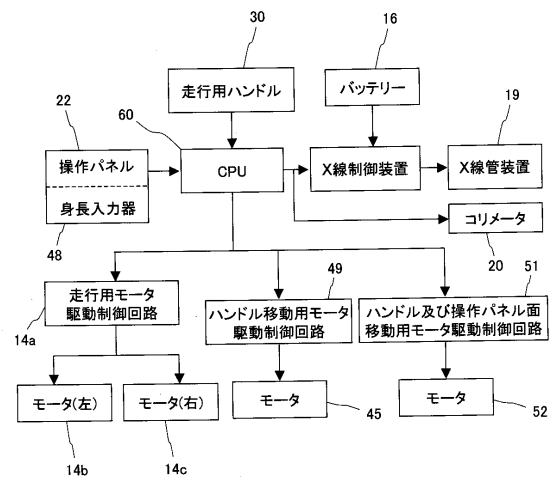 30
16
走行用ハンドル
バッテリー
22
60
19
操作パネル
身長入力器
CPU
X線制御装置
X線管装置
コリメータ
48
20
49
51
走行用モータ
駆動制御回路
ハンドル移動用モータ
駆動制御回路
ハンドル及び操作パネル面
移動用モータ駆動制御回路
14a
モータ(左)
モータ(右)
モータ
モータ
14b
14c
45
52